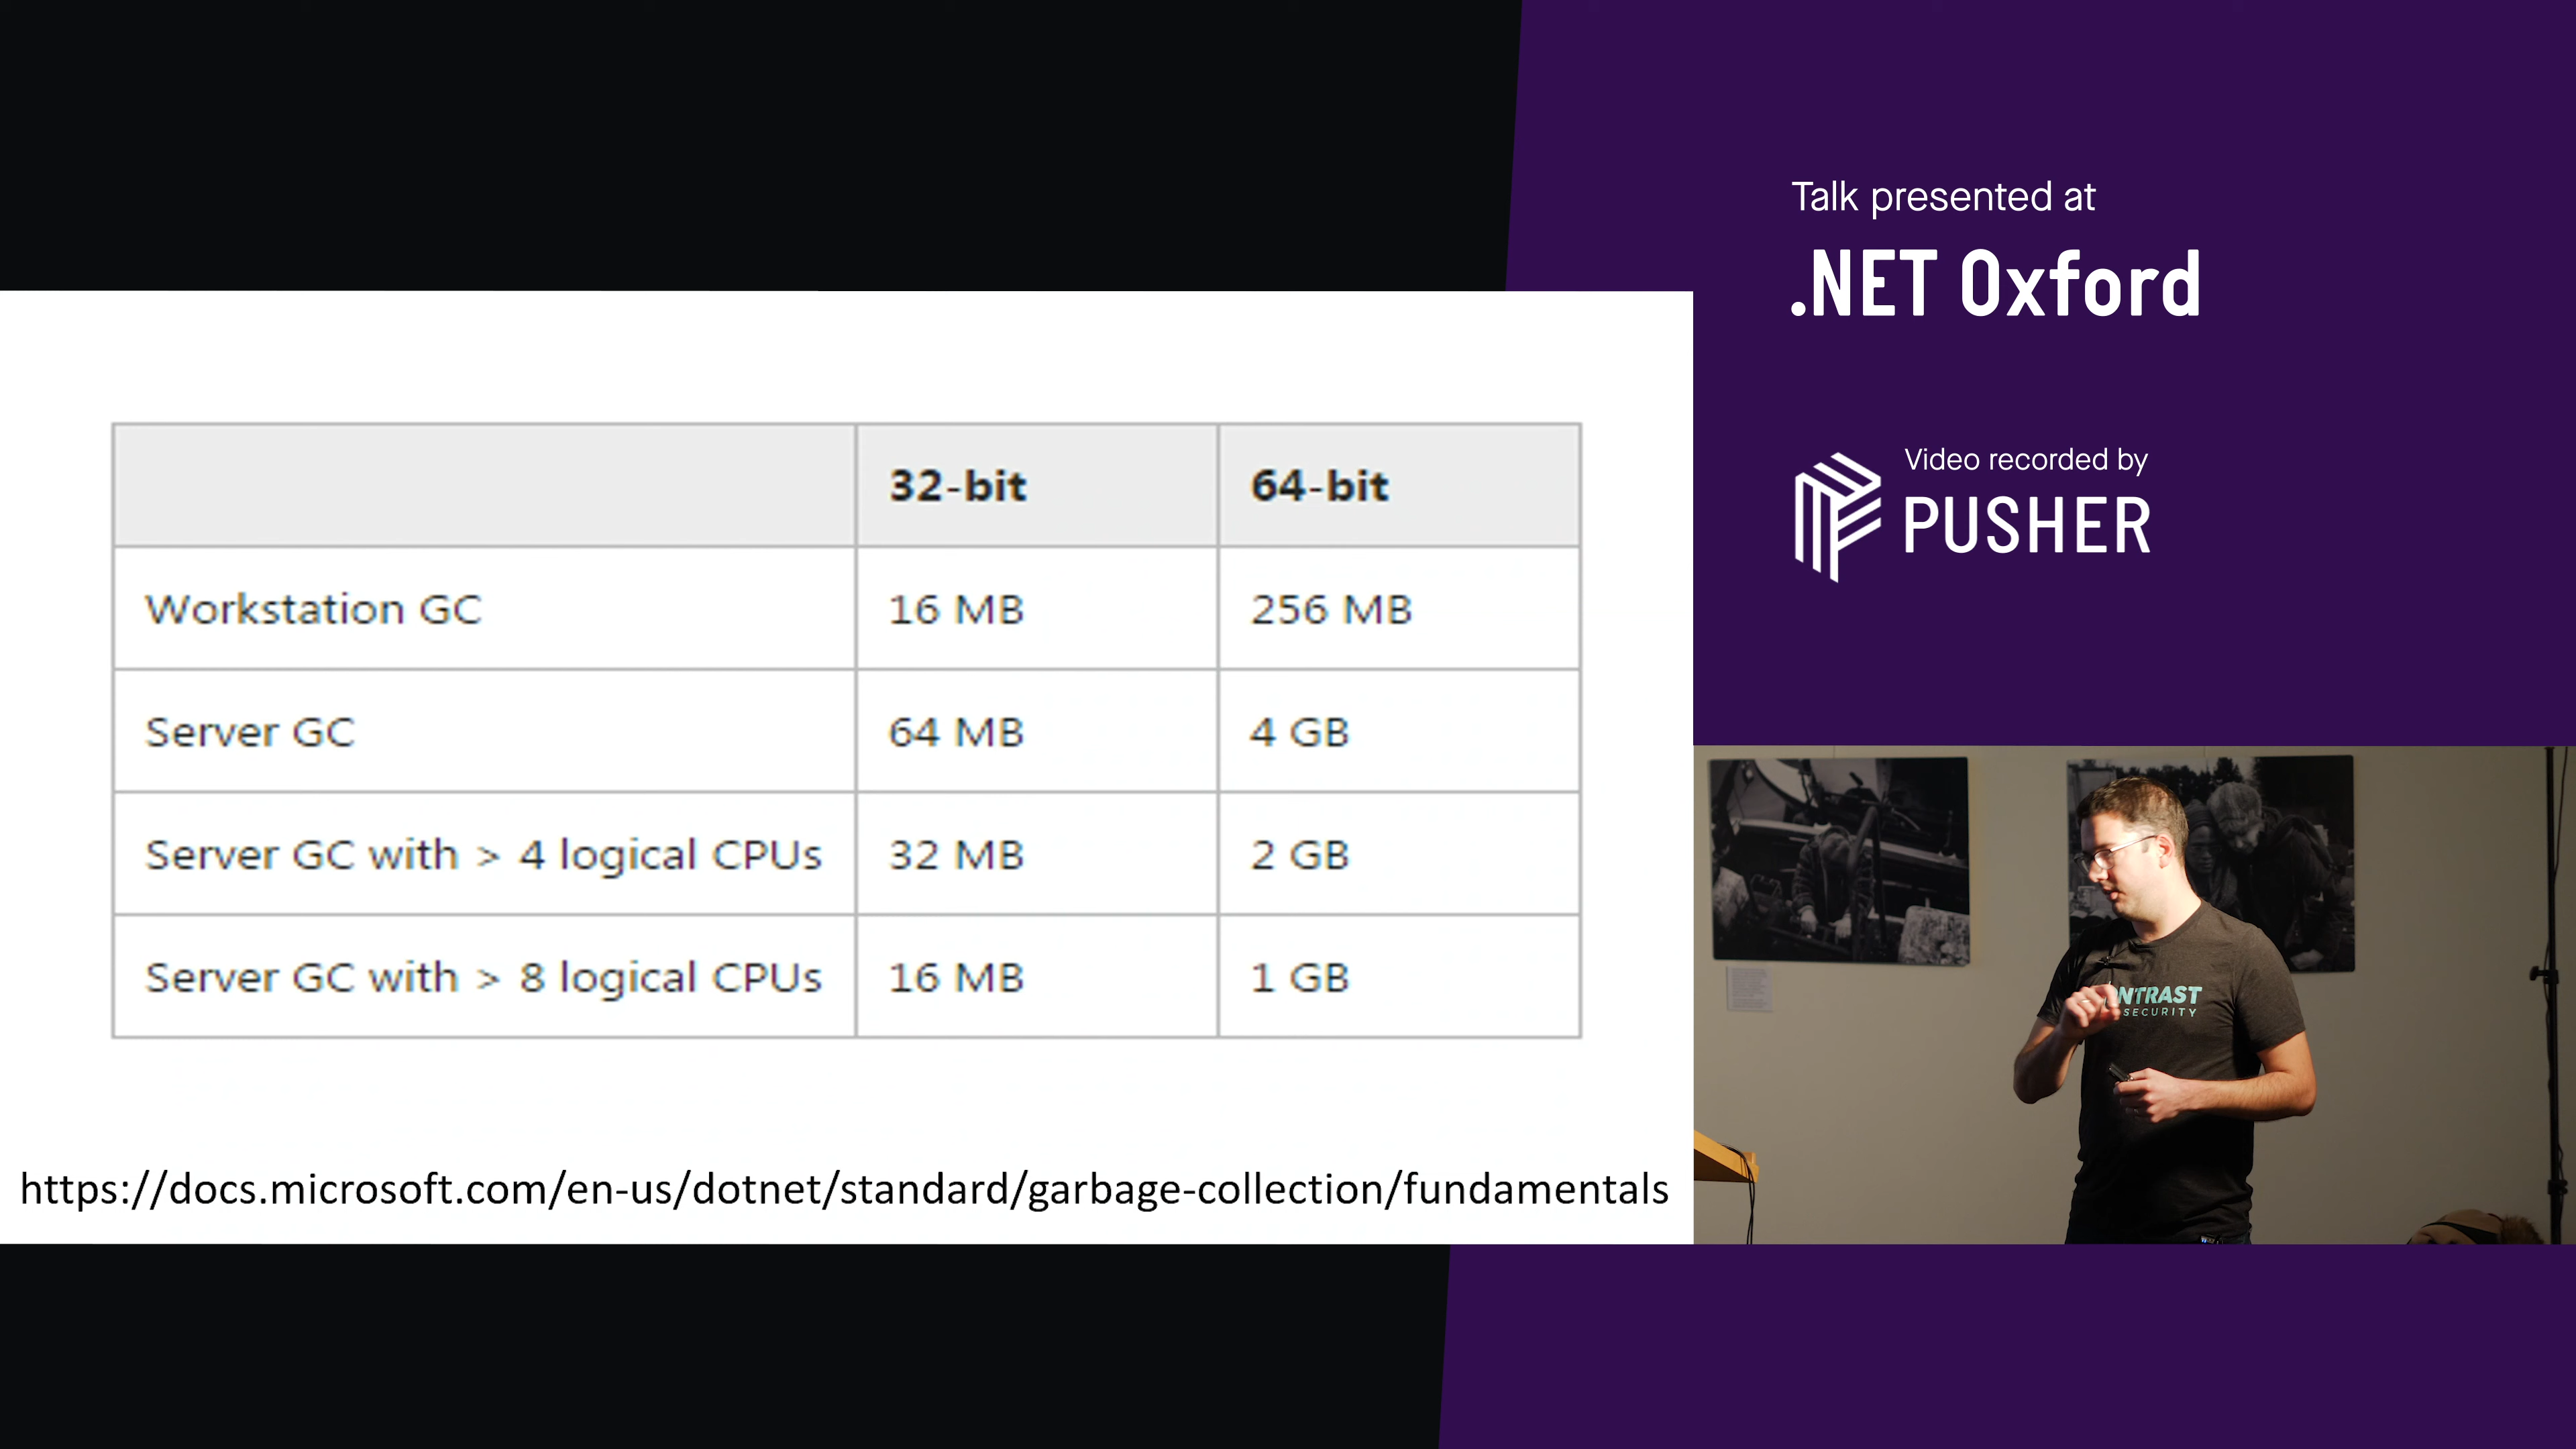 Talk presented at
.NET Oxford
Video recorded by
PUSHER
32-bit 64-bit
Workstation GC 16 MB 256 MB
Server GC 64 MB 4 GB
Server GC with > 4 logical CPUs 32 MB 2 GB
Server GC with > 8 logical CPUs 16 MB 1 GB
https://docs.microsoft.com/en-us/dotnet/standard/garbage-collection/fundamentals
NTRAST
SECURITY